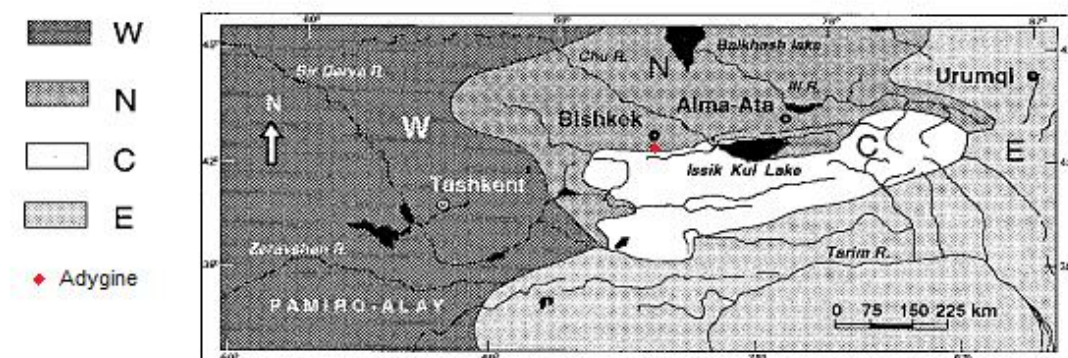 W
N
C
E
Adygine
Sir Darya R.
Chu R.
N
Balkhash lake
Ili R.
Urumqi
Bishkek
Alma-Ata
N
W
C
E
Issik Kul Lake
Tashkent
Zeravshan R.
Tarim R.
PAMIRO-ALAY
0 75 150 225 km